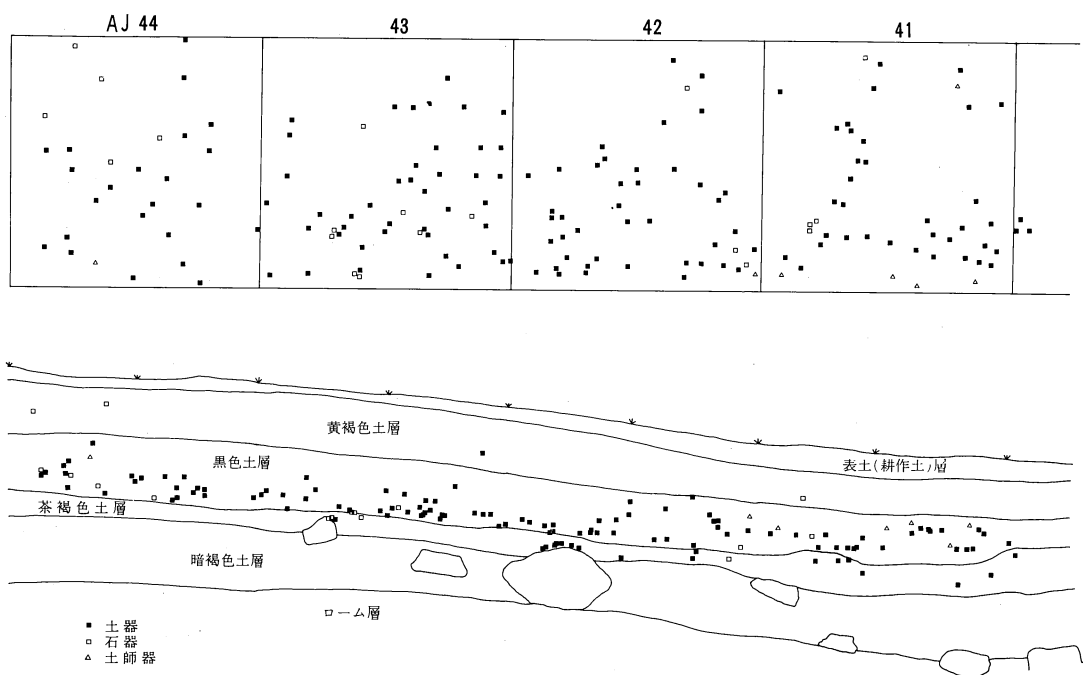 AJ 44
43
42
41
黄褐色土層
表土(耕作土)層
黒色土層
茶褐色土層
暗褐色土層
ローム層
■ 土器
□ 石器
△ 土師器